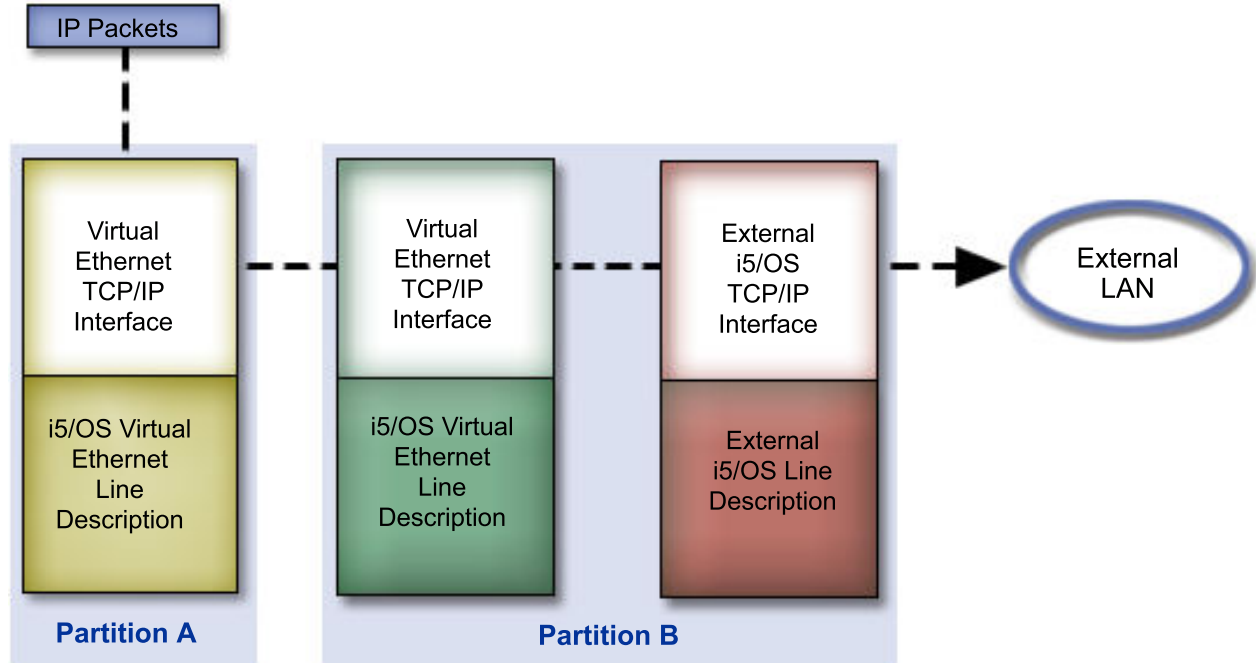 IP Packets
Virtual
Ethernet
TCP/IP
Interface
i5/OS Virtual
Ethernet
Line
Description
Partition A
Virtual
Ethernet
TCP/IP
Interface
i5/OS Virtual
Ethernet
Line
Description
External
i5/OS
TCP/IP
Interface
External
i5/OS Line
Description
Partition B
External
LAN